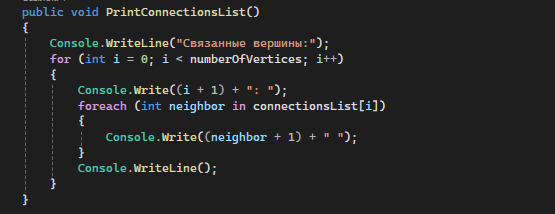 public void PrintConnectionsList()
{
Console.WriteLine("Связанные вершины:");
for (int i = 0; i < numberOfVertices; i++)
{
Console.Write((i + 1) + ": ");
foreach (int neighbor in connectionsList[i])
{
Console.Write((neighbor + 1) + " ");
}
Console.WriteLine();
}
}